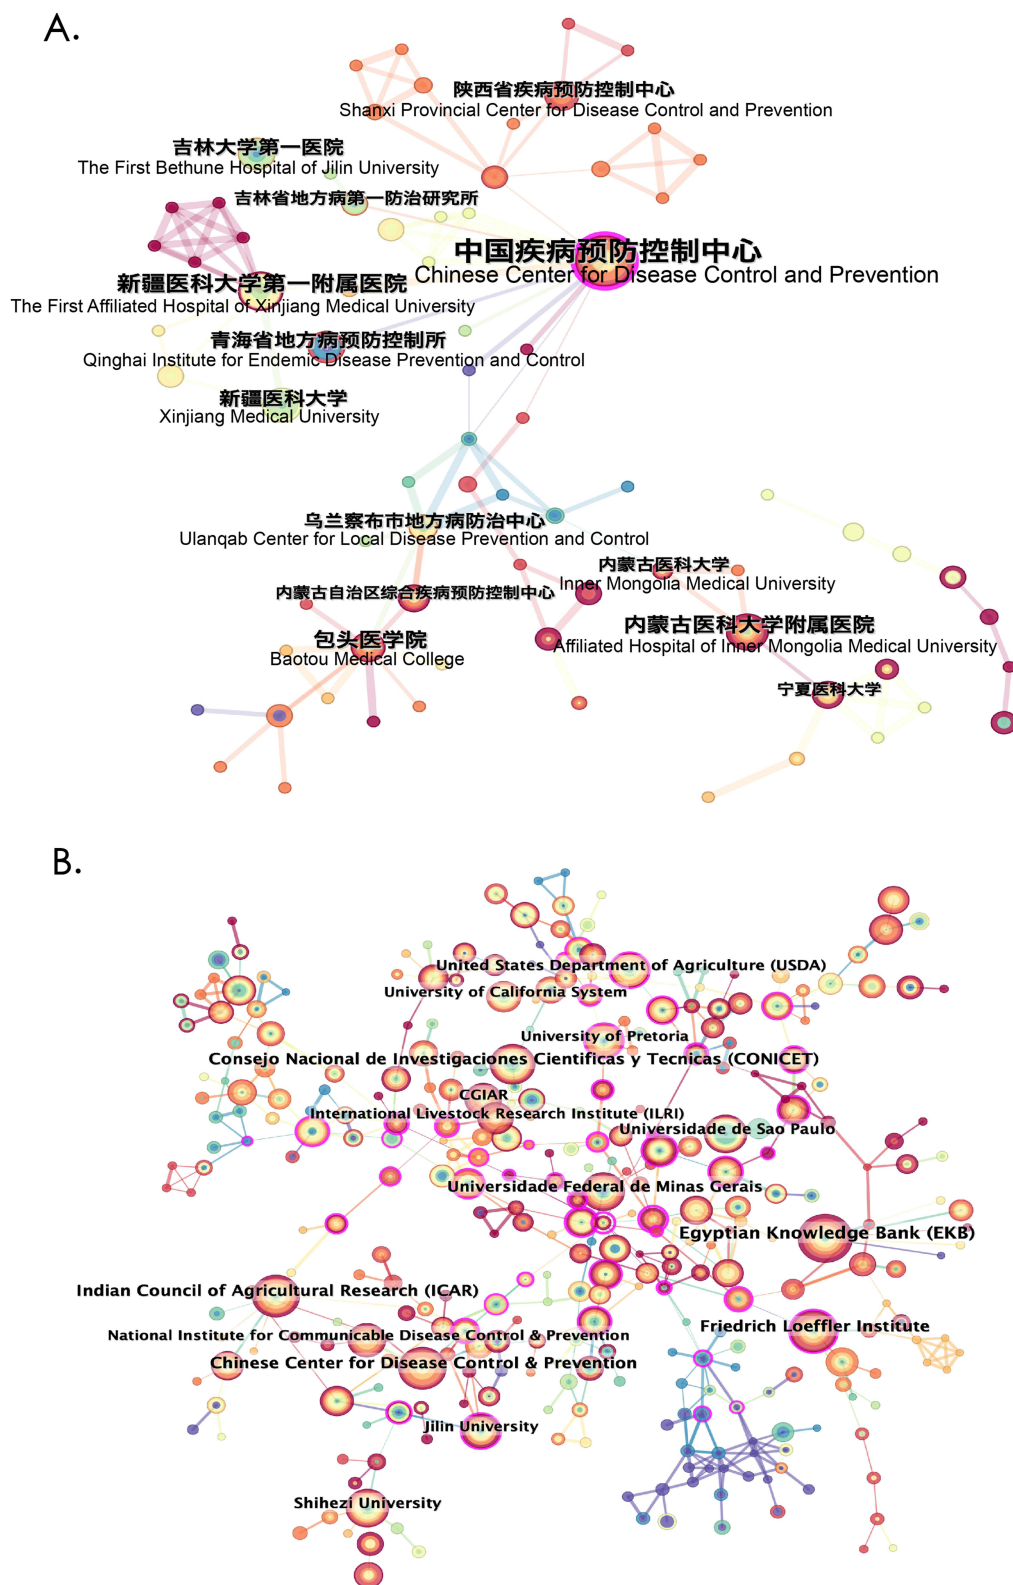 A.
陕西省疾病预防控制中心
Shanxi Provincial Center for Disease Control and Prevention
吉林大学第一医院
The First Bethune Hospital of Jilin University
吉林省地方病第一防治研究所
中国疾病预防控制中心
Chinese Center for Disease Control and Prevention
新疆医科大学第一附属医院
The First Affiliated Hospital of Xinjiang Medical University
青海省地方病预防控制所
Qinghai Institute for Endemic Disease Prevention and Control
新疆医科大学
Xinjiang Medical University
乌兰察布市地方病防治中心
Ulanqab Center for Local Disease Prevention and Control
内蒙古医科大学
Inner Mongolia Medical University
内蒙古自治区综合疾病预防控制中心
内蒙古医科大学附属医院
Affiliated Hospital of Inner Mongolia Medical University
包头医学院
Baotou Medical College
宁夏医科大学
B.
United States Department of Agriculture (USDA)
University of California System
University of Pretoria
Consejo Nacional de Investigaciones Cientificas y Tecnicas (CONICET)
CGIAR
International Livestock Research Institute (ILRI)
Universidade de Sao Paulo
Universidade Federal de Minas Gerais
Egyptian Knowledge Bank (EKB)
Indian Council of Agricultural Research (ICAR)
Friedrich Loeffler Institute
National Institute for Communicable Disease Control & Prevention
Chinese Center for Disease Control & Prevention
Jilin University
Shihezi University